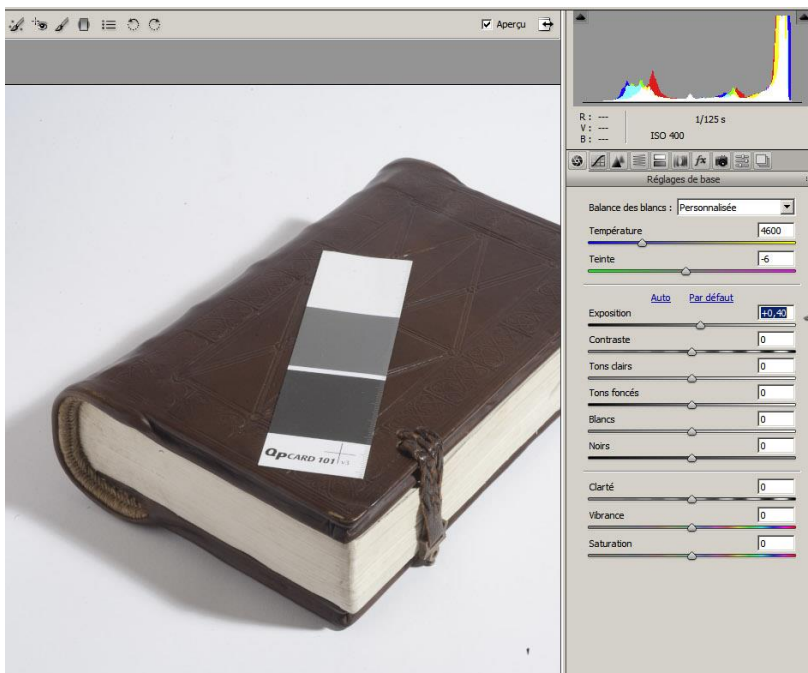 Aperçu
R : ---
V : ---
B : ---
1/125 s
ISO 400
fx
Réglages de base
Balance des blancs : Personnalisée
Température 4600
Teinte -6
Auto Par défaut
Exposition +0,40
Contraste 0
Tons clairs 0
Tons foncés 0
Blancs 0
Noirs 0
Clarté 0
Vibrance 0
Saturation 0
QPCARD 101 v3